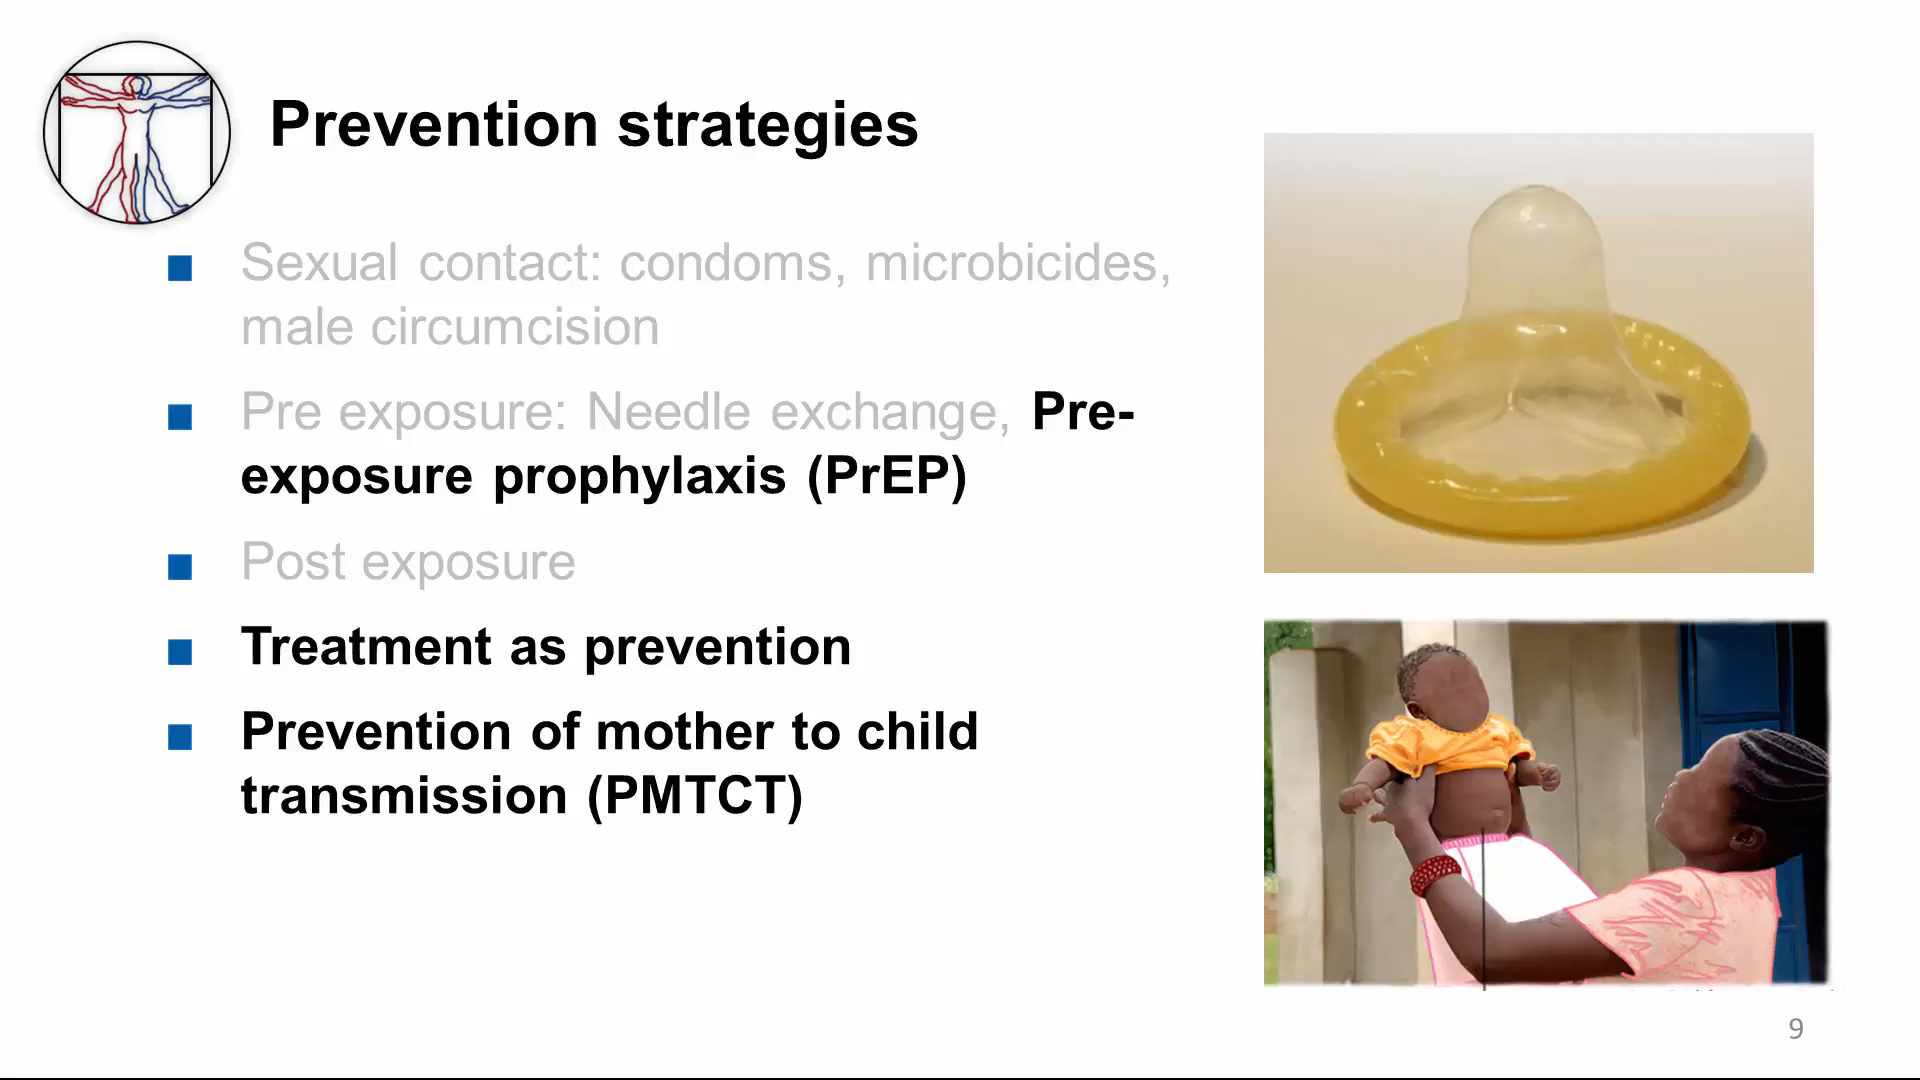 Prevention strategies
Sexual contact: condoms, microbicides,
male circumcision
Pre exposure: Needle exchange, Pre-
exposure prophylaxis (PrEP)
Post exposure
Treatment as prevention
Prevention of mother to child
transmission (PMTCT)
9